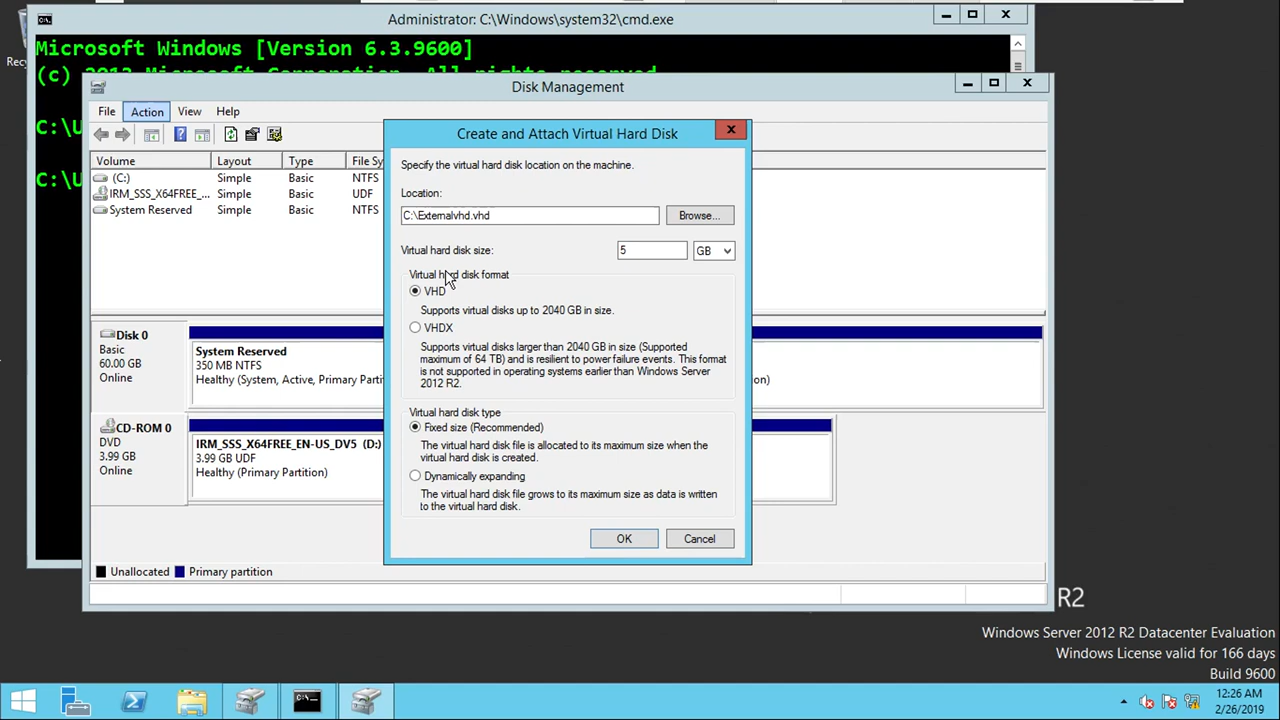 Administrator: C:\Windows\system32\cmd.exe
Microsoft Windows [Version 6.3.9600]
(c) 2013 Microsoft Corporation. All rights reserved.
C:\U
C:\U
Disk Management
File Action View Help
Volume Layout Type File Sy
(C:) Simple Basic NTFS
IRM_SSS_X64FREE_... Simple Basic UDF
System Reserved Simple Basic NTFS
Create and Attach Virtual Hard Disk
Specify the virtual hard disk location on the machine.
Location:
C:\Externalvhd.vhd Browse...
Virtual hard disk size: 5 GB
Virtual hard disk format
VHD
Supports virtual disks up to 2040 GB in size.
VHDX
Supports virtual disks larger than 2040 GB in size (Supported
maximum of 64 TB) and is resilient to power failure events. This format
is not supported in operating systems earlier than Windows Server
2012 R2.
Virtual hard disk type
Fixed size (Recommended)
The virtual hard disk file is allocated to its maximum size when the
virtual hard disk is created.
Dynamically expanding
The virtual hard disk file grows to its maximum size as data is written
to the virtual hard disk.
OK Cancel
Disk 0
Basic
60.00 GB
Online
System Reserved
350 MB NTFS
Healthy (System, Active, Primary Parti
on)
CD-ROM 0
DVD
3.99 GB
Online
IRM_SSS_X64FREE_EN-US_DV5 (D:)
3.99 GB UDF
Healthy (Primary Partition)
Unallocated Primary partition
Recy
R2
Windows Server 2012 R2 Datacenter Evaluation
Windows License valid for 166 days
Build 9600
12:26 AM
2/26/2019